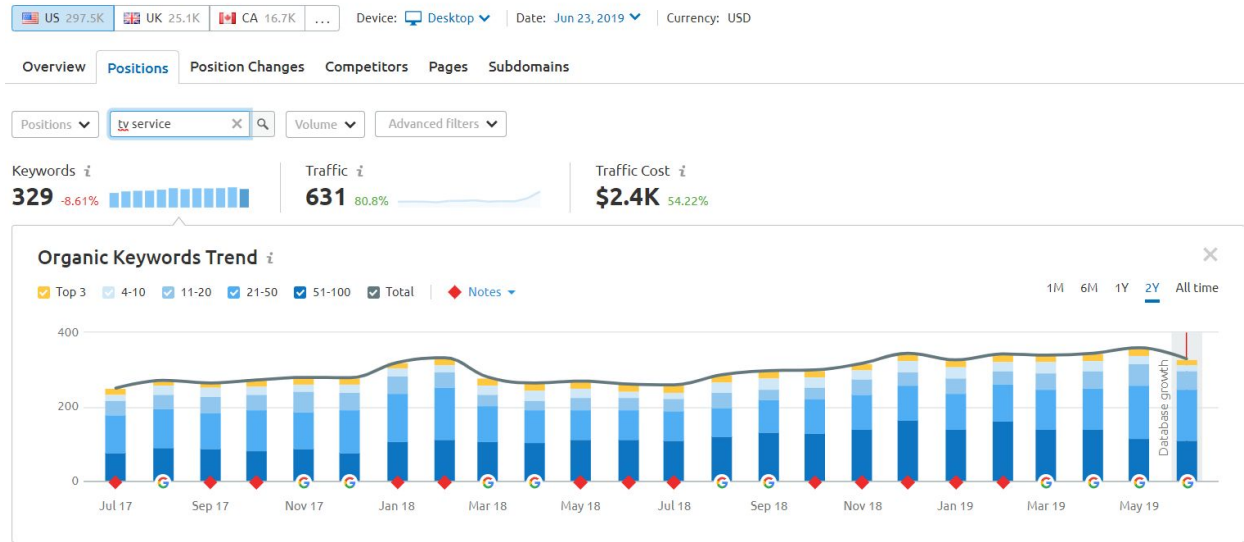 US 297.5K UK 25.1K CA 16.7K ... Device: Desktop Date: Jun 23, 2019 Currency: USD
Overview Positions Position Changes Competitors Pages Subdomains
Positions tv service Volume Advanced filters
Keywords i Traffic i Traffic Cost i
329 -8.61% 631 80.8% $2.4K 54.22%
Organic Keywords Trend i
Top 3 4-10 11-20 21-50 51-100 Total Notes 1M 6M 1Y 2Y All time
400
200
0
Database growth
Jul 17 Sep 17 Nov 17 Jan 18 Mar 18 May 18 Jul 18 Sep 18 Nov 18 Jan 19 Mar 19 May 19